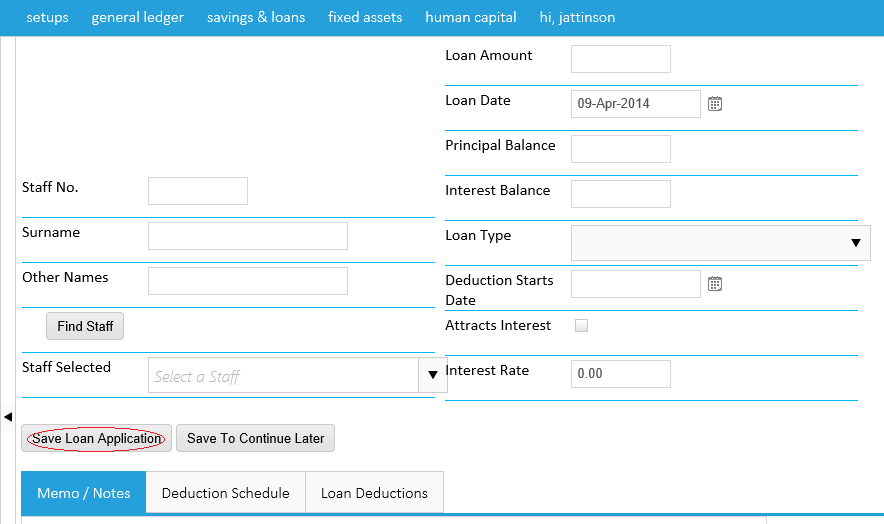 setups general ledger savings & loans fixed assets human capital hi, jattinson
Loan Amount
Loan Date 09-Apr-2014
Principal Balance
Staff No.
Interest Balance
Surname
Loan Type
Other Names
Deduction Starts
Date
Find Staff
Attracts Interest
Staff Selected Select a Staff
Interest Rate 0.00
Save Loan Application Save To Continue Later
Memo / Notes Deduction Schedule Loan Deductions